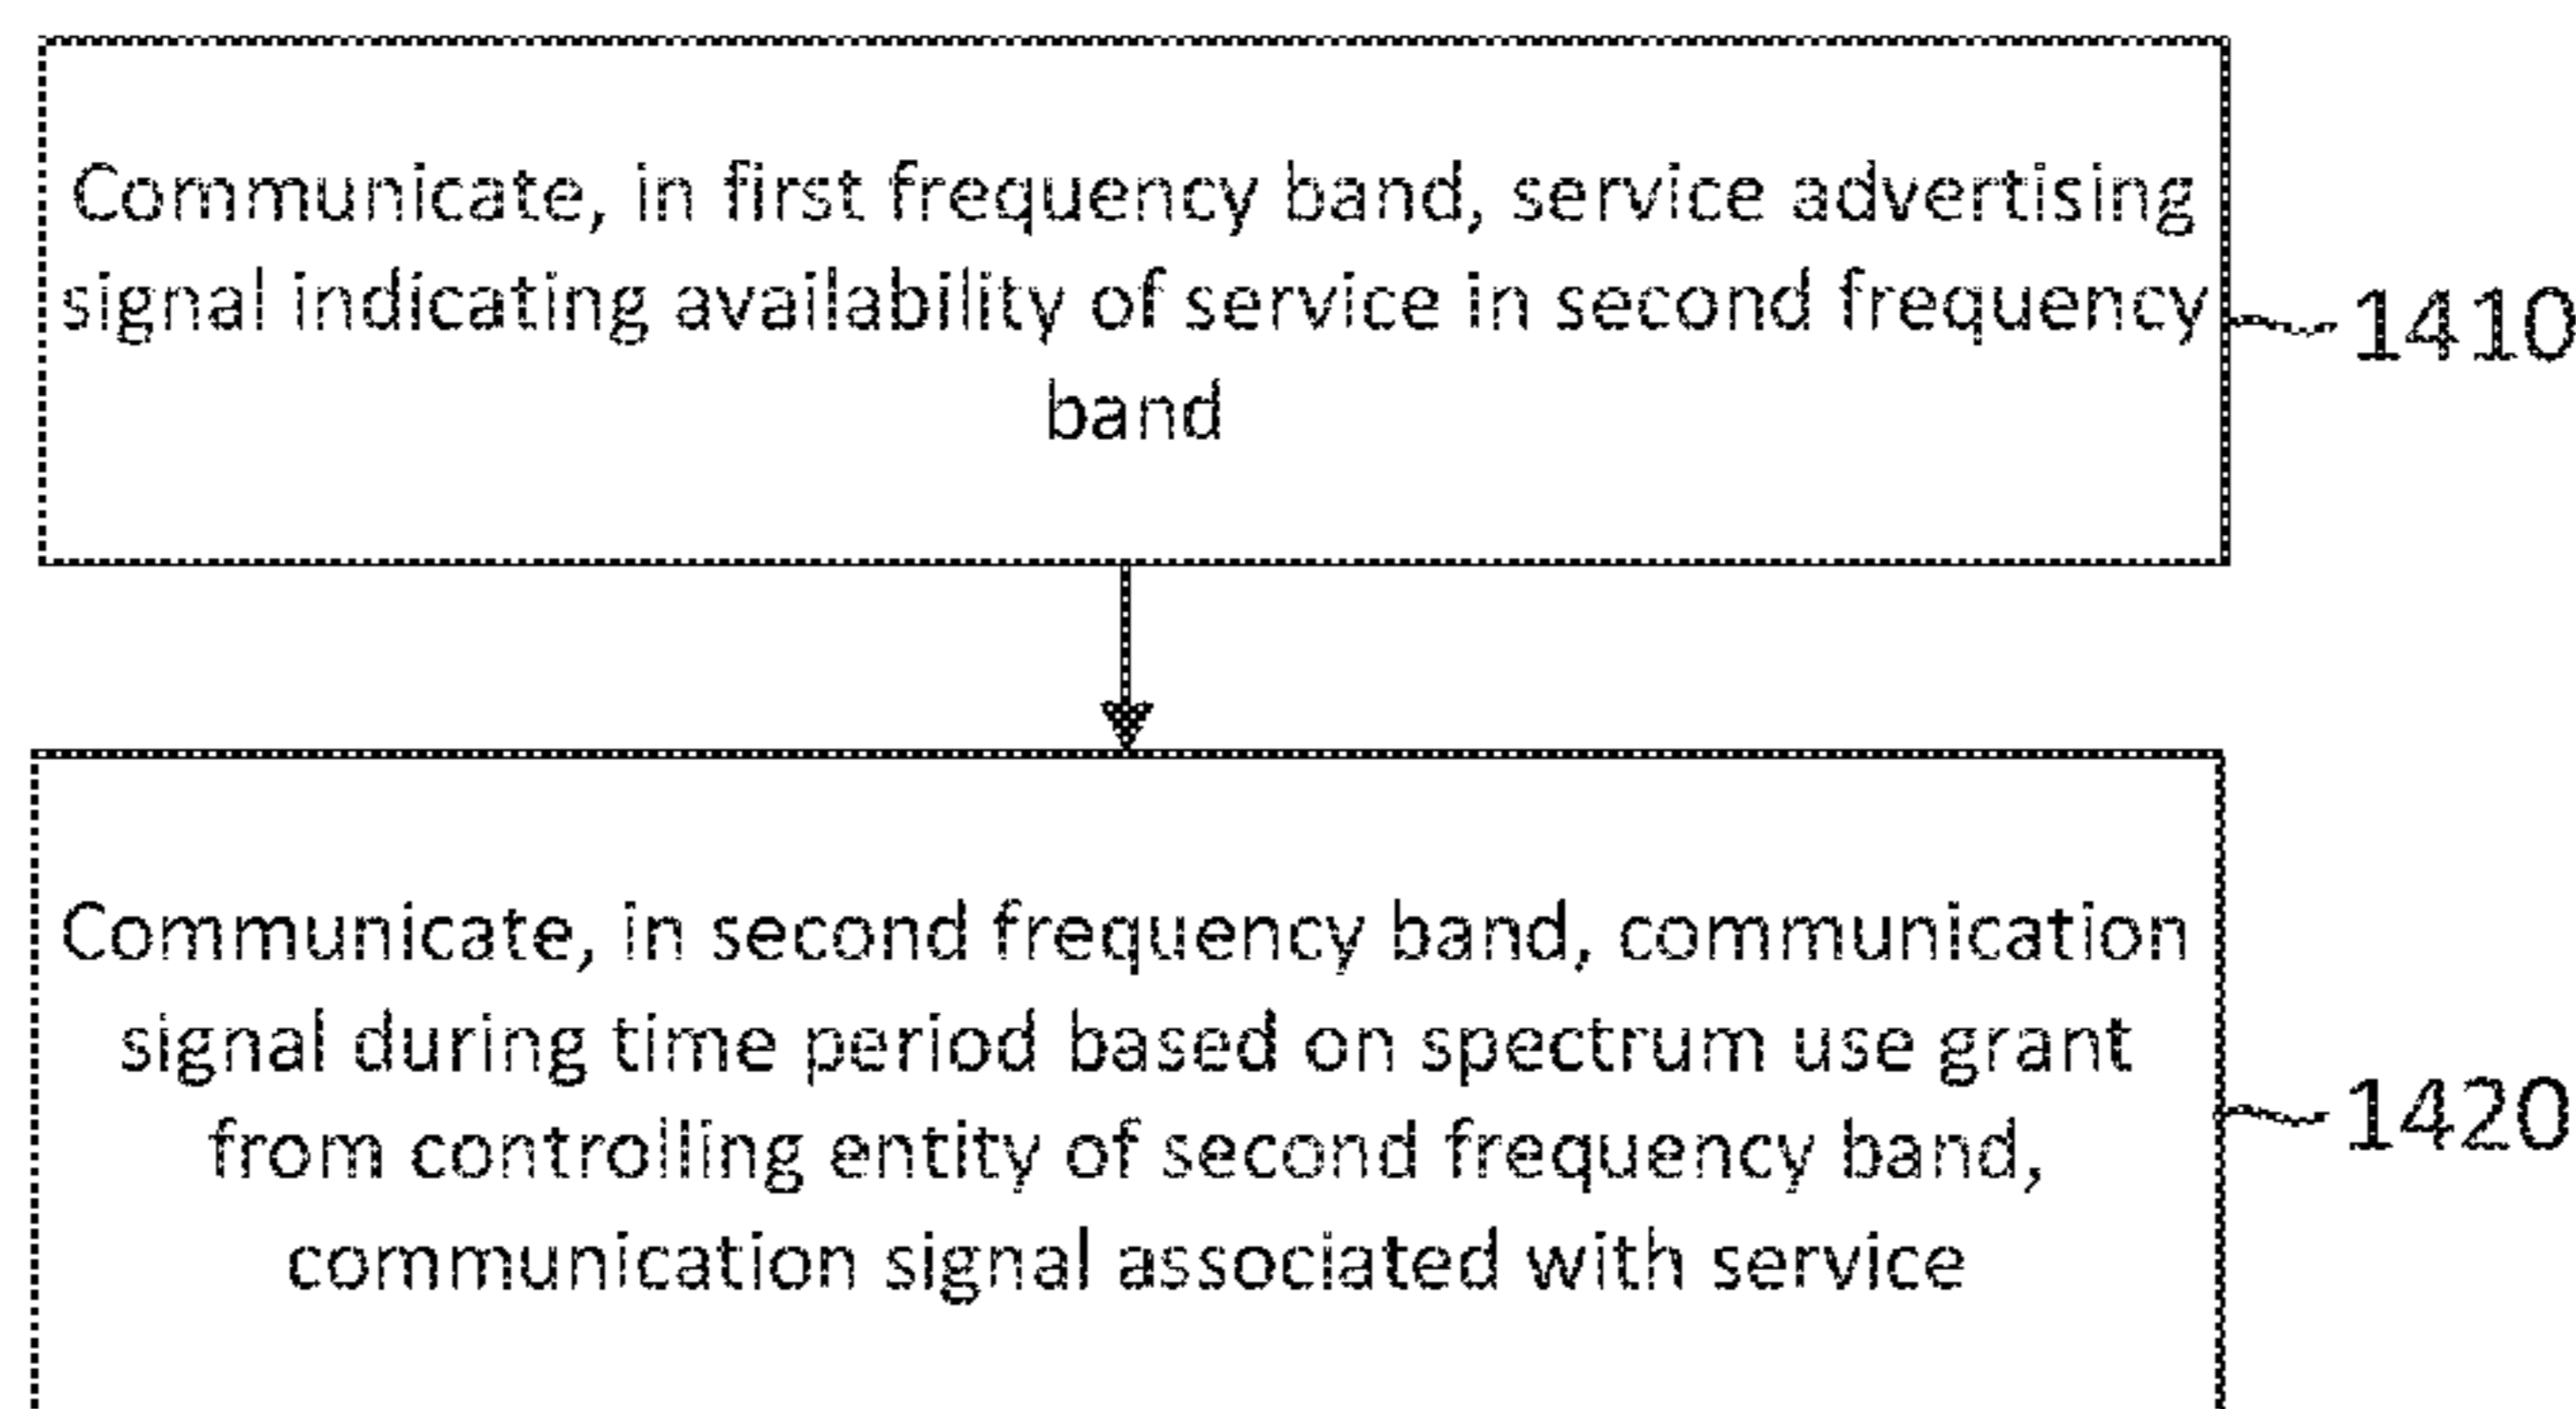 Communicate, in first frequency band, service advertising
signal indicating availability of service in second frequency
band
1410
Communicate, in second frequency band, communication
signal during time period based on spectrum use grant
from controlling entity of second frequency band,
communication signal associated with service
1420